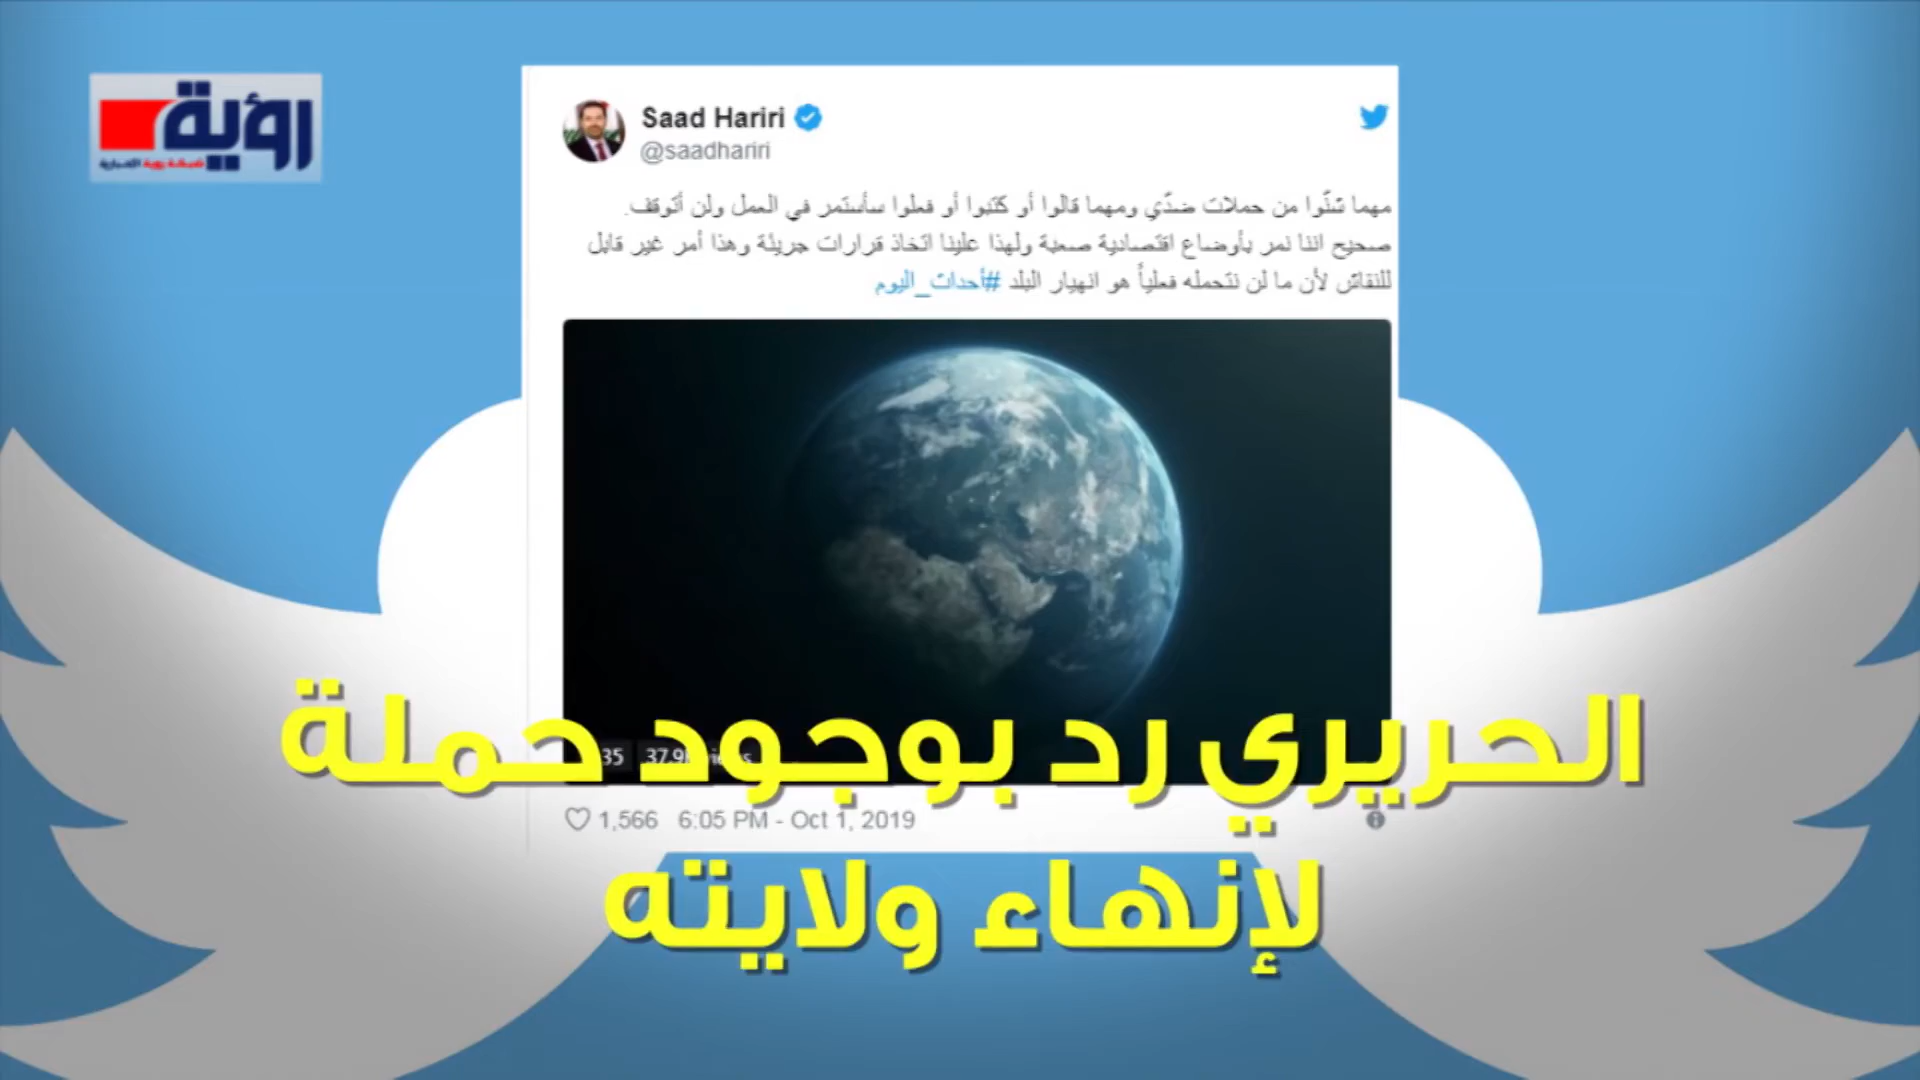 رؤية
شبكة رؤية الاخبارية
Saad Hariri
@saadhariri
مهما شنّوا من حملات ضدّي ومهما قالوا أو كتبوا أو فعلوا سأستمر في العمل ولن أتوقف.
صحيح اننا نمر بأوضاع اقتصادية صعبة ولهذا علينا اتخاذ قرارات جريئة وهذا أمر غير قابل
للنقاش لأن ما لن نتحمله فعلياً هو انهيار البلد #أحداث_اليوم
الحريري رد بوجود حملة
1,566 6:05 PM - Oct 1, 2019
لإنهاء ولايته